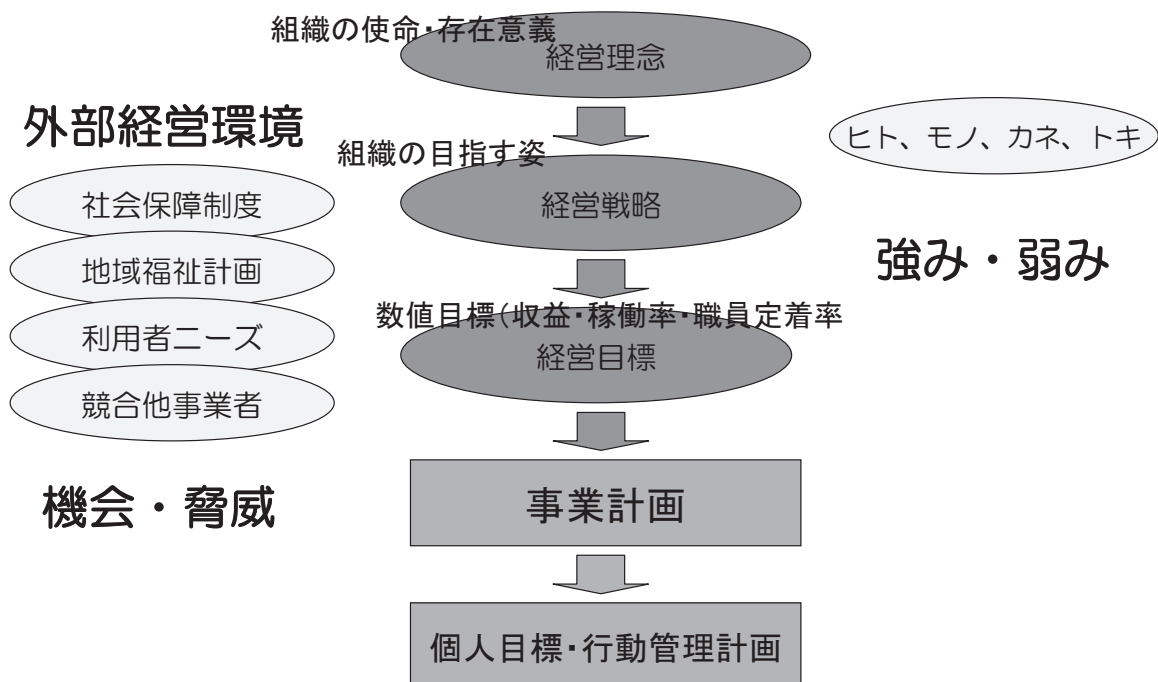 組織の使命・存在意義
経営理念
外部経営環境
ヒト、モノ、カネ、トキ
組織の目指す姿
社会保障制度
経営戦略
強み・弱み
地域福祉計画
数値目標(収益・稼働率・職員定着率
利用者ニーズ
経営目標
競合他事業者
機会・脅威
事業計画
個人目標・行動管理計画